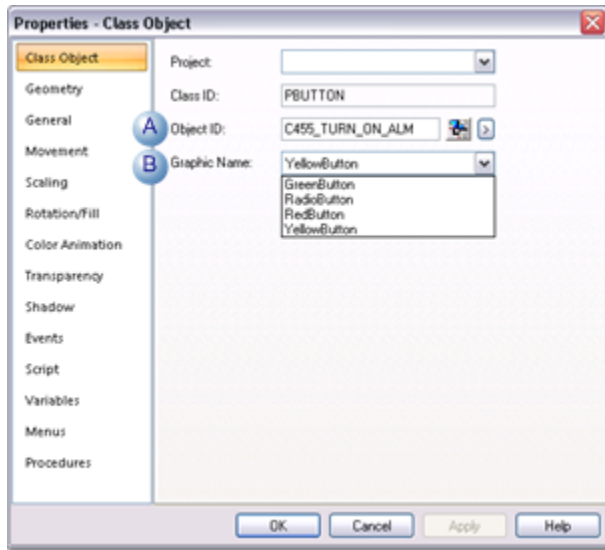 Properties - Class Object
Class Object
Geometry
General
Movement
Scaling
Rotation/Fill
Color Animation
Transparency
Shadow
Events
Script
Variables
Menus
Procedures
Project:
Class ID: PBUTTON
A Object ID: C455_TURN_ON_ALM >
B Graphic Name: YellowButton
GreenButton
RadioButton
RedButton
YellowButton
OK Cancel Apply Help